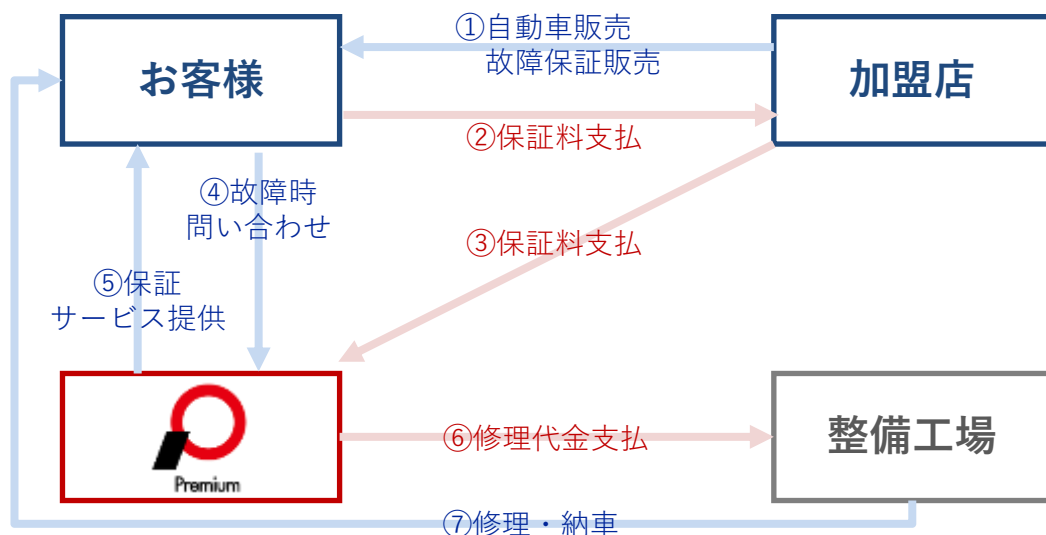 ①自動車販売
故障保証販売
お客様
加盟店
②保証料支払
④故障時
問い合わせ
③保証料支払
⑤保証
サービス提供
Premium
⑥修理代金支払
整備工場
⑦修理・納車